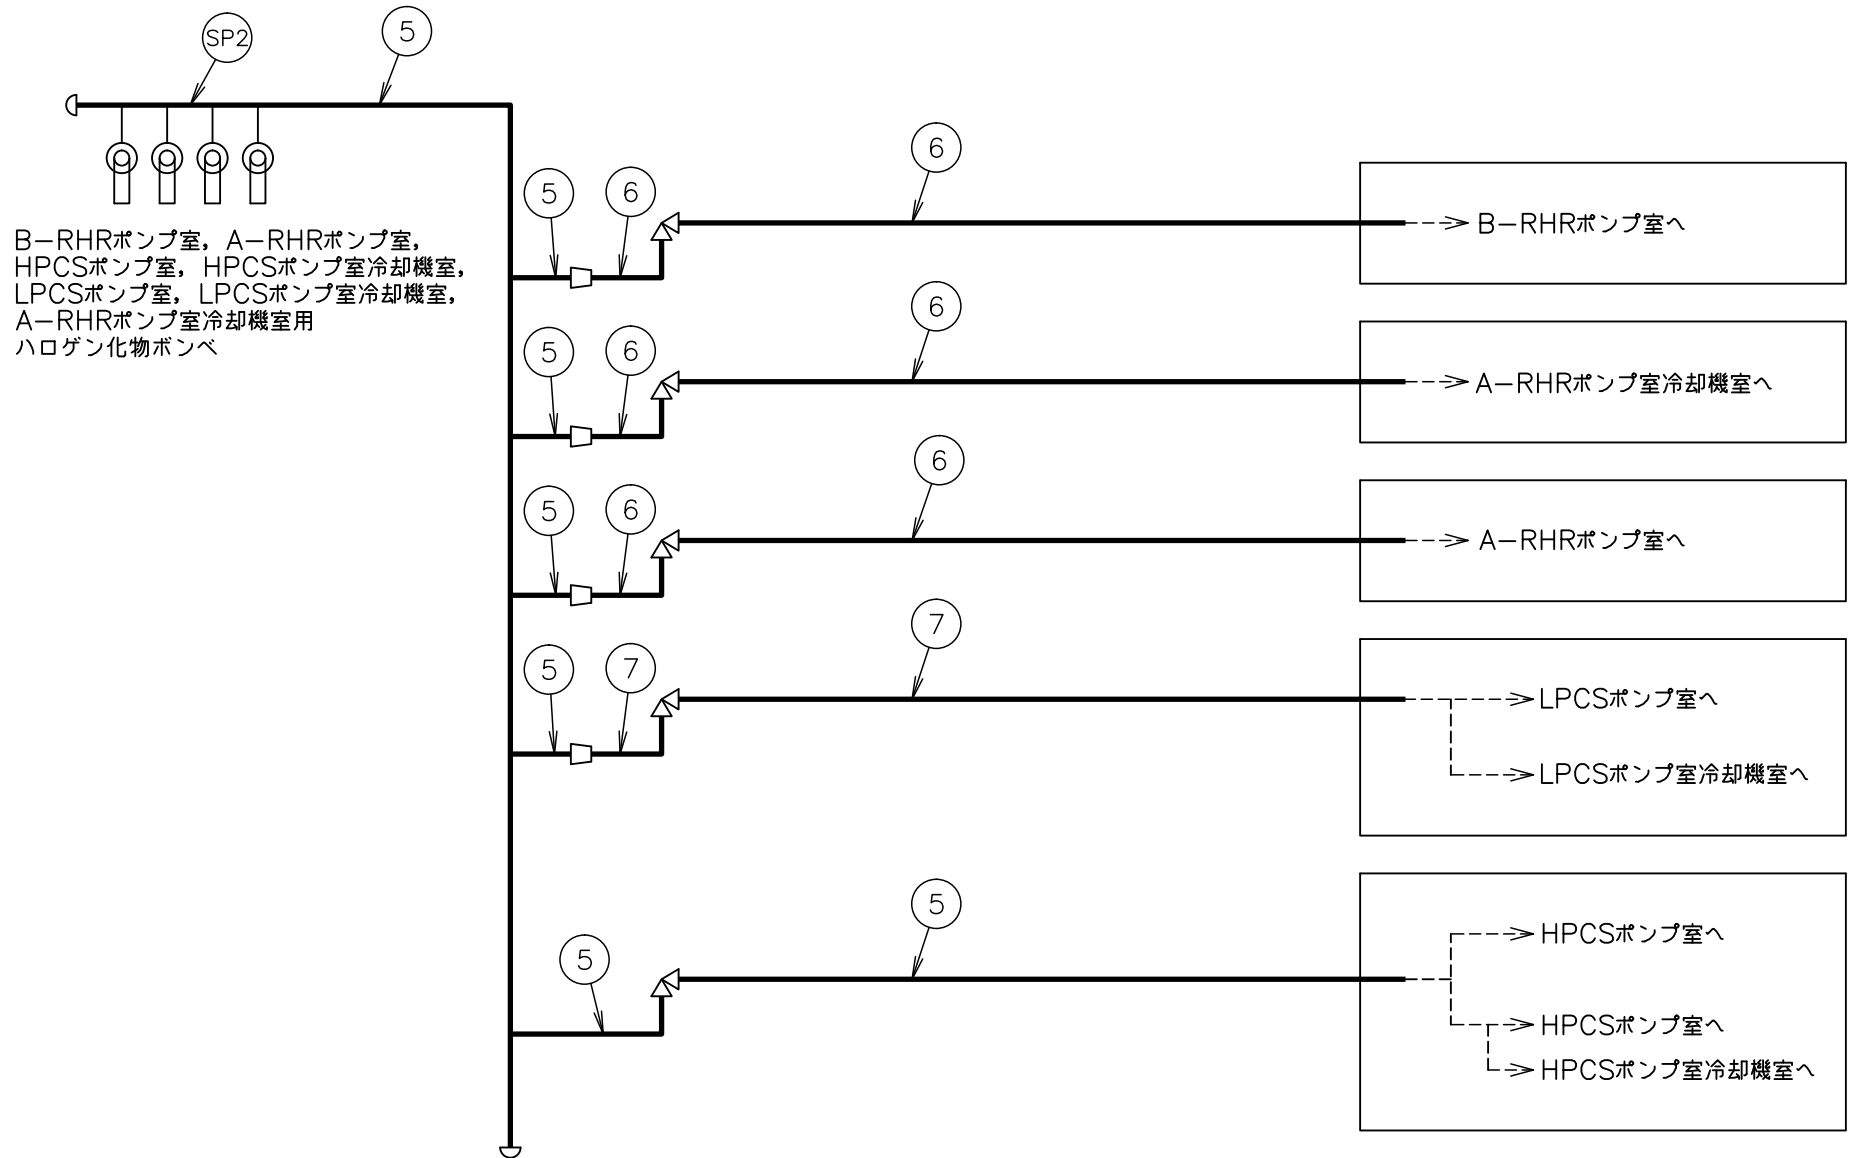 SP2
5
B－RHRポンプ室，A－RHRポンプ室，
HPCSポンプ室，HPCSポンプ室冷却機室，
LPCSポンプ室，LPCSポンプ室冷却機室，
A－RHRポンプ室冷却機室用
ハロゲン化物ボンベ
5
6
6
B－RHRポンプ室へ
5
6
6
A－RHRポンプ室冷却機室へ
5
6
6
A－RHRポンプ室へ
5
7
7
LPCSポンプ室へ
LPCSポンプ室冷却機室へ
5
5
HPCSポンプ室へ
HPCSポンプ室へ
HPCSポンプ室冷却機室へ